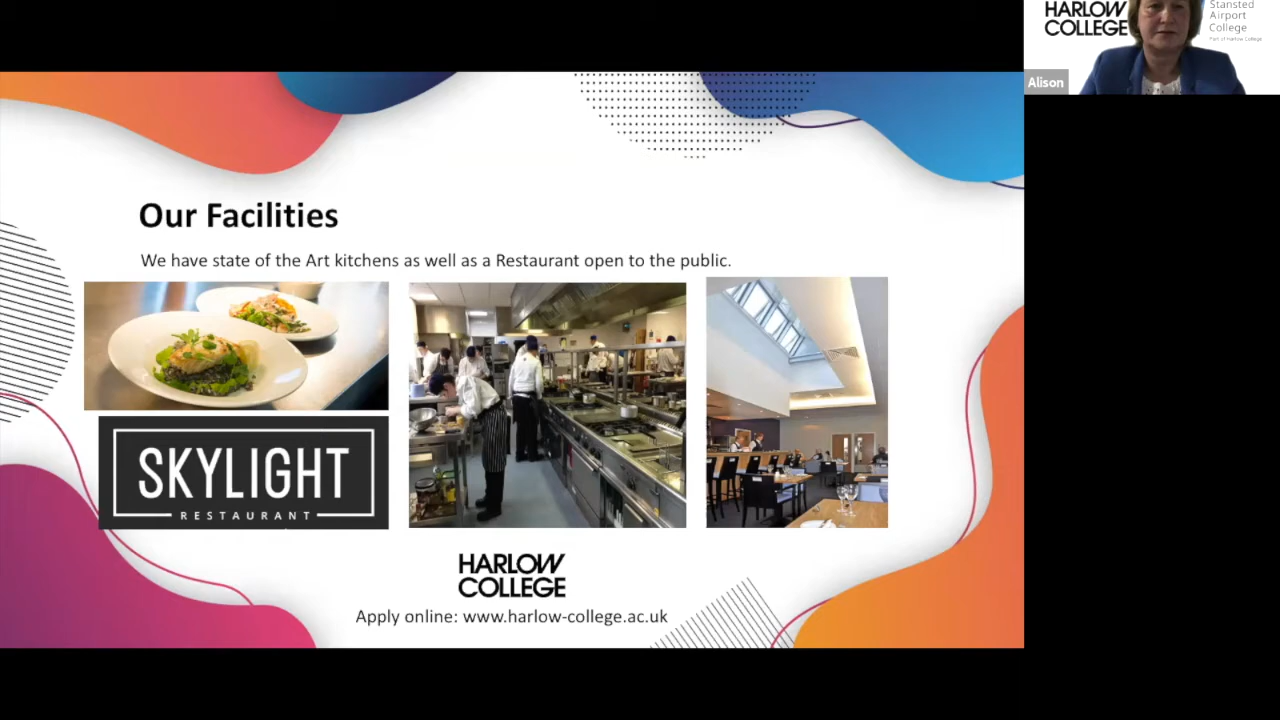 HARLOW
COLLEGE
Stansted
Airport
College
Part of Harlow College
Alison
Our Facilities
We have state of the Art kitchens as well as a Restaurant open to the public.
SKYLIGHT
RESTAURANT
HARLOW
COLLEGE
Apply online: www.harlow-college.ac.uk